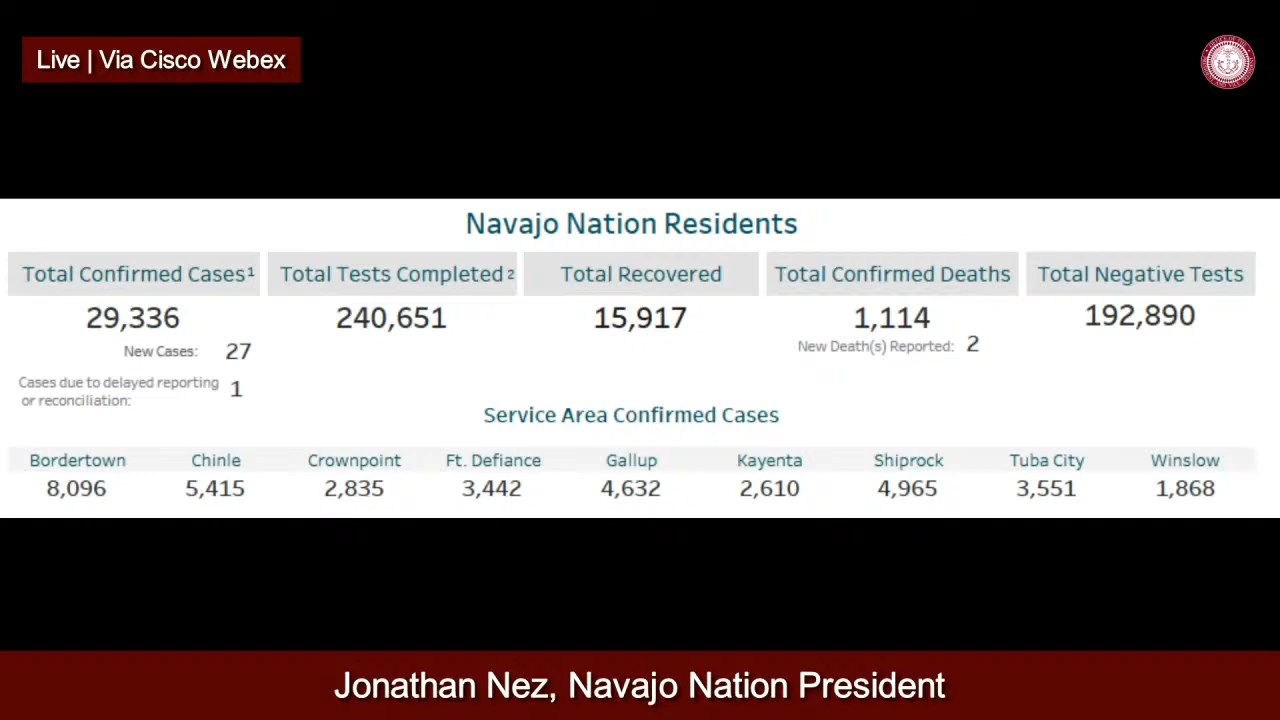 Live | Via Cisco Webex
Navajo Nation Residents
Total Confirmed Cases¹ Total Tests Completed ² Total Recovered Total Confirmed Deaths Total Negative Tests
29,336 240,651 15,917 1,114 192,890
New Cases: 27 New Death(s) Reported: 2
Cases due to delayed reporting
or reconciliation: 1
Service Area Confirmed Cases
Bordertown Chinle Crownpoint Ft. Defiance Gallup Kayenta Shiprock Tuba City Winslow
8,096 5,415 2,835 3,442 4,632 2,610 4,965 3,551 1,868
Jonathan Nez, Navajo Nation President